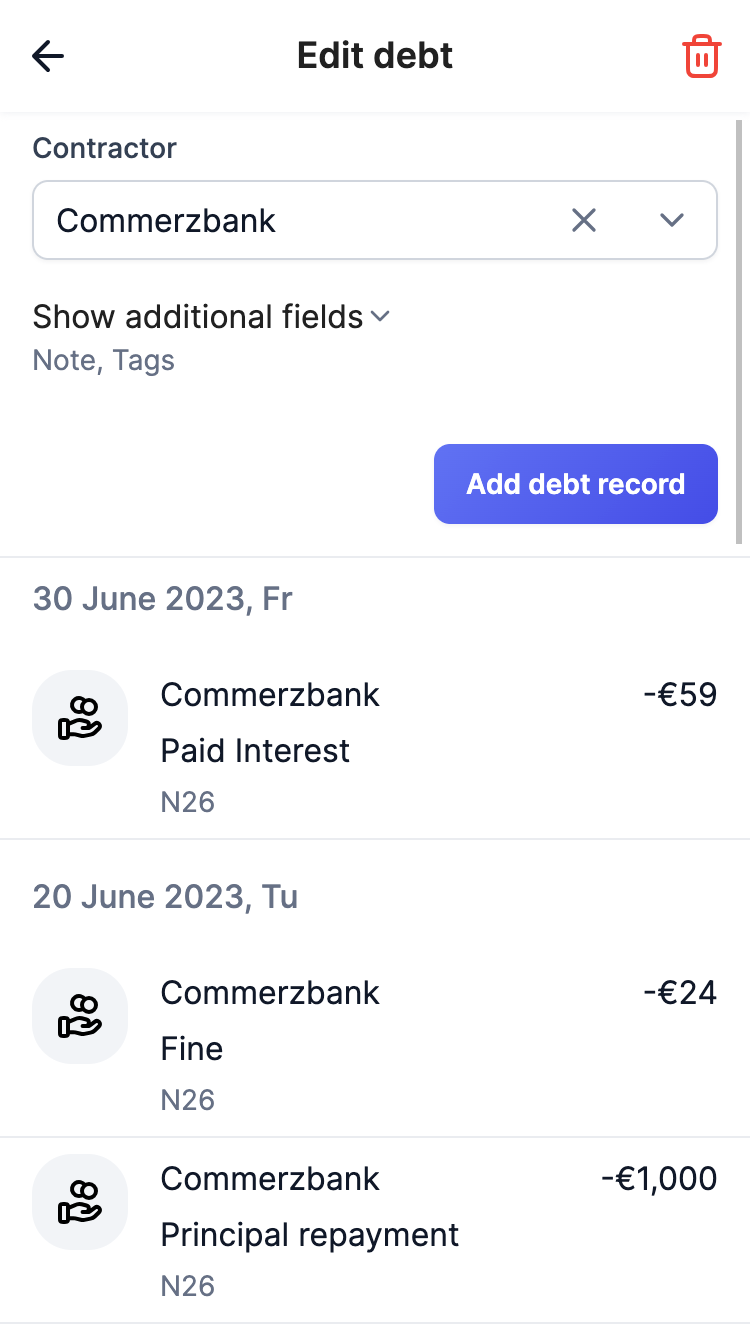 Edit debt
Contractor
Commerzbank
Show additional fields
Note, Tags
Add debt record
30 June 2023, Fr
Commerzbank -€59
Paid Interest
N26
20 June 2023, Tu
Commerzbank -€24
Fine
N26
Commerzbank -€1,000
Principal repayment
N26